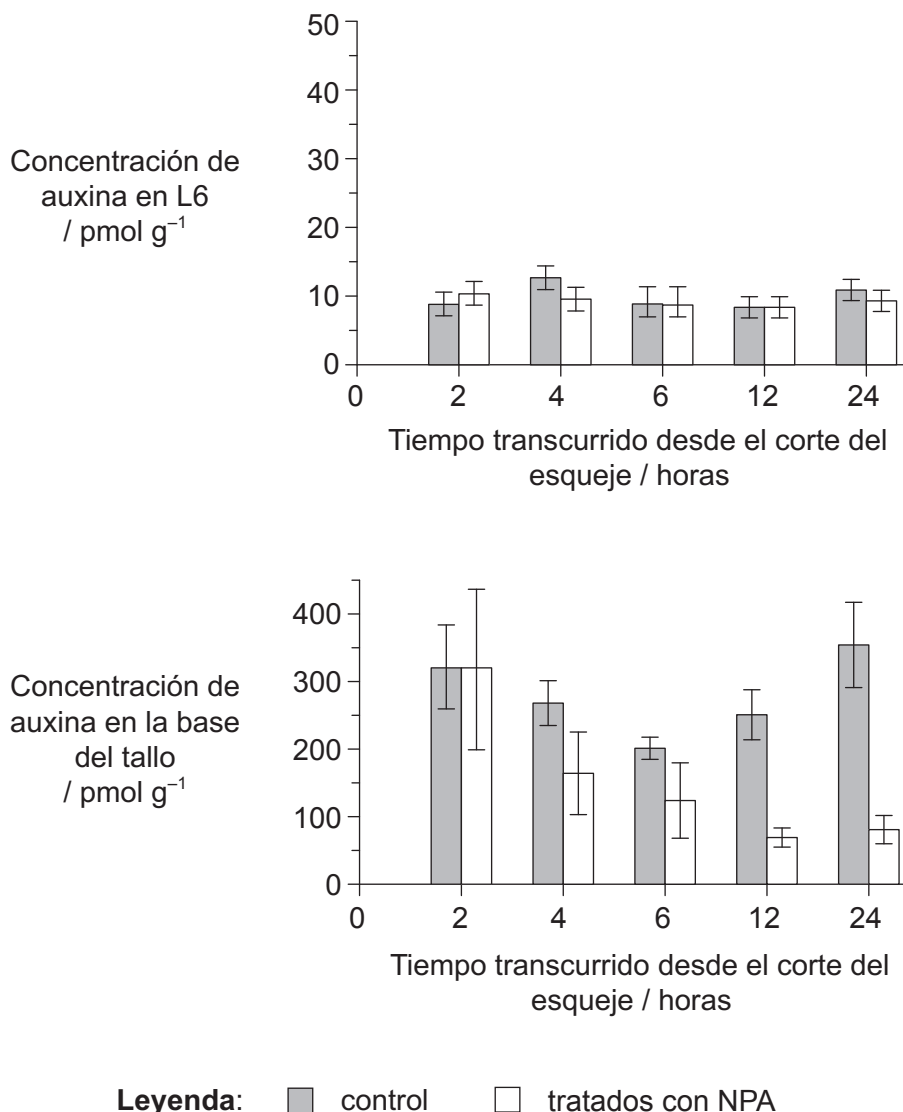 50
40
30
20
10
0
Concentración de
auxina en L6
/ pmol g⁻¹
0 2 4 6 12 24
Tiempo transcurrido desde el corte del
esqueje / horas
400
300
200
100
0
Concentración de
auxina en la base
del tallo
/ pmol g⁻¹
0 2 4 6 12 24
Tiempo transcurrido desde el corte del
esqueje / horas
Leyenda: control tratados con NPA